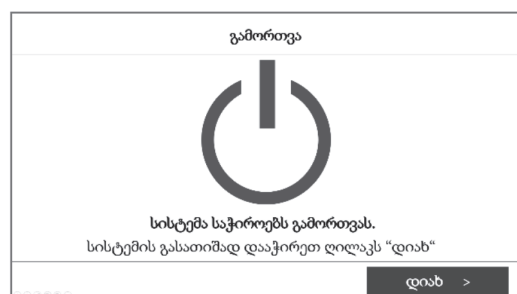 გამორთვა
სისტემა საჭიროებს გამორთვას.
სისტემის გასათიშად დააჭირეთ ღილაკს “დიახ“
დიახ >